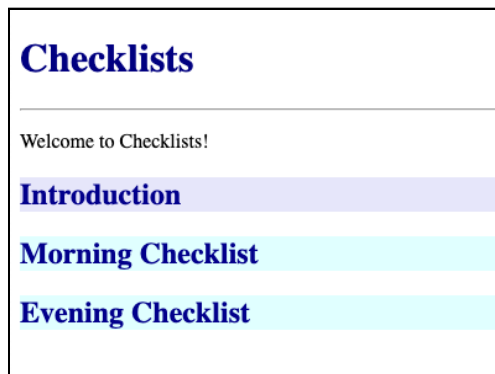 Checklists
Welcome to Checklists!
Introduction
Morning Checklist
Evening Checklist